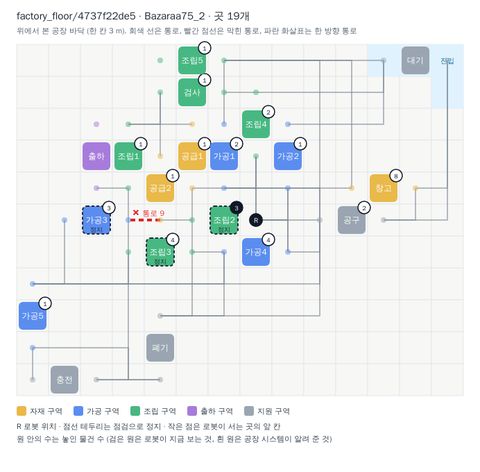 factory_floor/4737f22de5 · Bazaraa75_2 · 곳 19개
위에서 본 공장 바닥 (한 칸 3 m). 회색 선은 통로, 빨간 점선은 막힌 통로, 파란 화살표는 한 방향 통로
조립5 1
대기
검사 1
조립4 2
출하
조립1 1
공급1 1
가공1 2
가공2 1
공급2 1
창고 8
가공3 3
정지
통로 9
조립2 3
정지
R
공구 2
조립3 4
정지
가공4 4
가공5 1
폐기
충전
자재 구역
가공 구역
조립 구역
출하 구역
지원 구역
R 로봇 위치 · 점선 테두리는 점검으로 정지 · 작은 점은 로봇이 서는 곳의 앞 칸
원 안의 수는 놓인 물건 수 (검은 원은 로봇이 지금 보는 것, 흰 원은 공장 시스템이 알려 준 것)